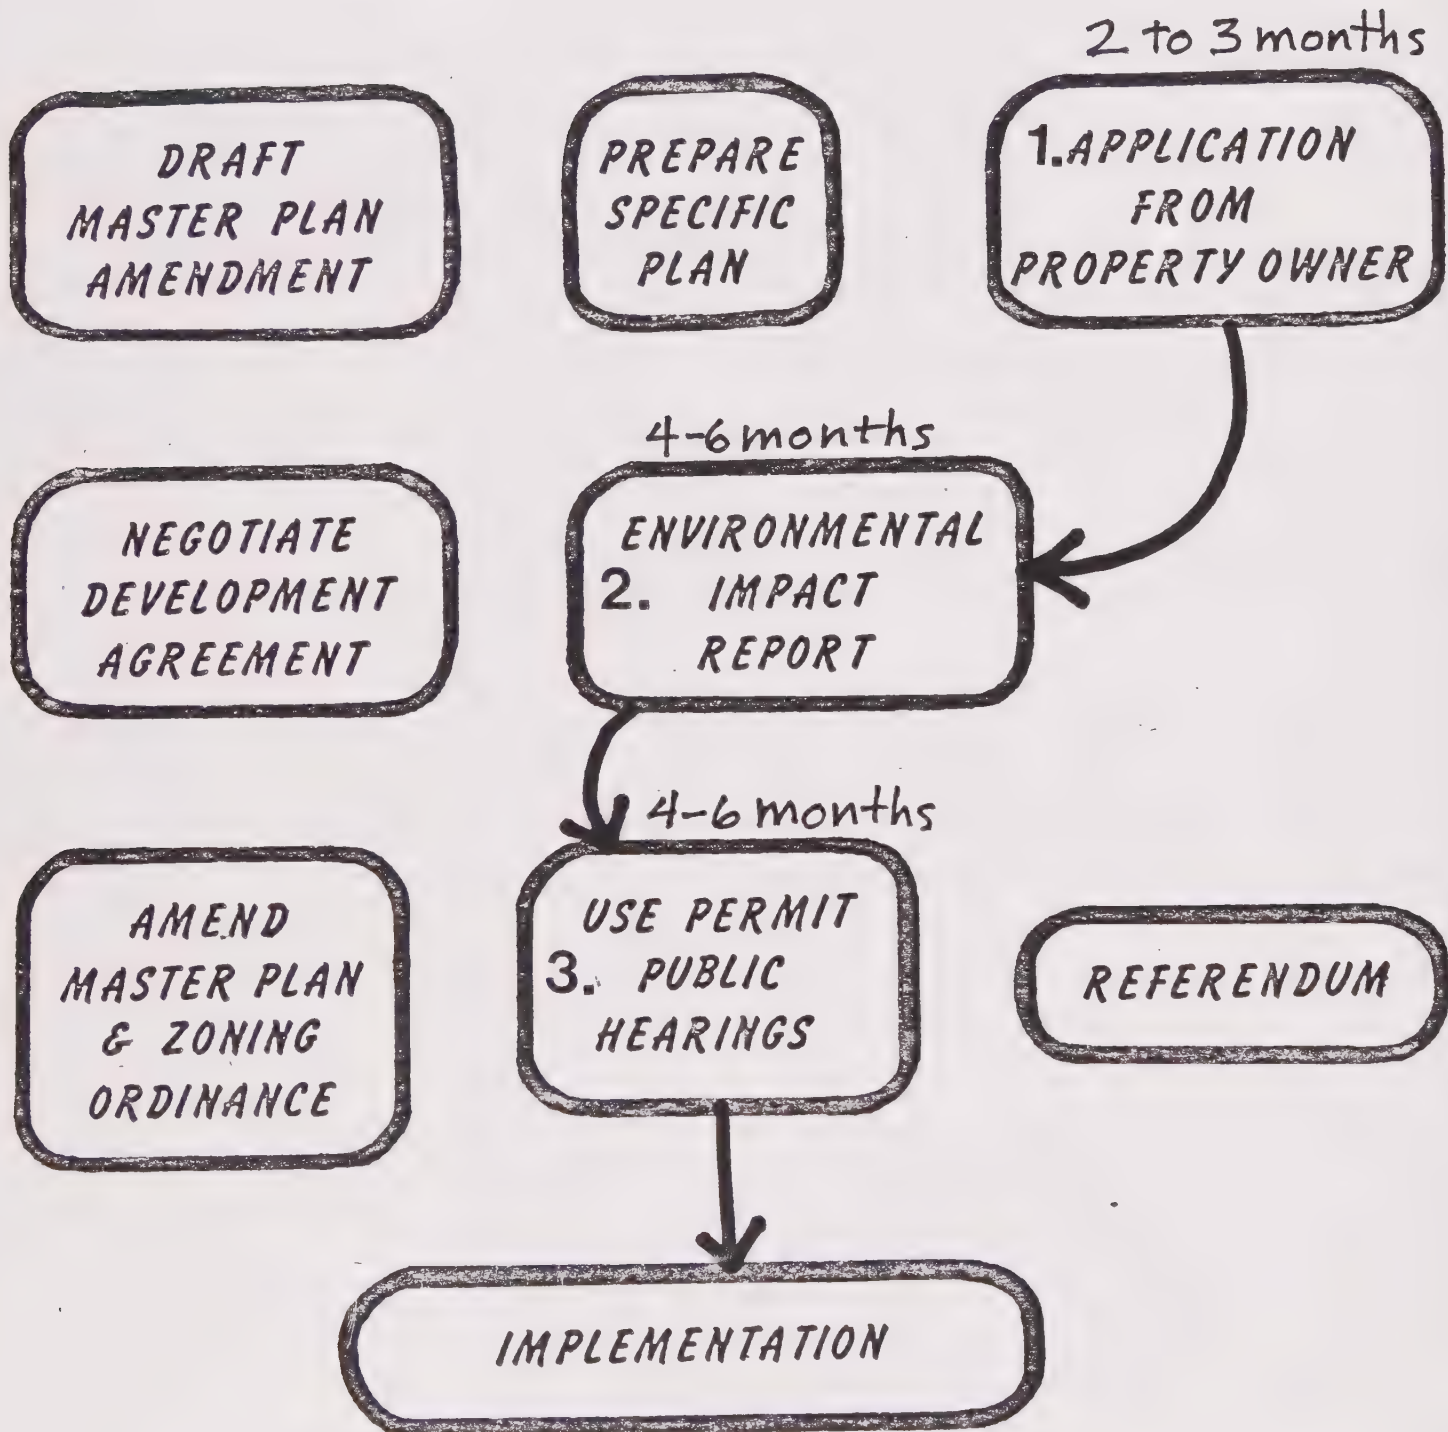 2 to 3 months
DRAFT
MASTER PLAN
AMENDMENT
PREPARE
SPECIFIC
PLAN
1. APPLICATION
FROM
PROPERTY OWNER
4-6 months
NEGOTIATE
DEVELOPMENT
AGREEMENT
ENVIRONMENTAL
2. IMPACT
REPORT
4-6 months
AMEND
MASTER PLAN
& ZONING
ORDINANCE
USE PERMIT
3. PUBLIC
HEARINGS
REFERENDUM
IMPLEMENTATION